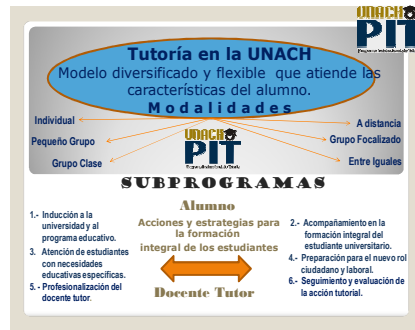 UNACH
PIT
Tutoría en la UNACH
Modelo diversificado y flexible que atiende las
características del alumno.
Modalidades
Individual
A distancia
Pequeño Grupo
UNACH
PIT
Grupo Focalizado
Grupo Clase
Entre Iguales
SUBPROGRAMAS
Alumno
1.- Inducción a la
universidad y al
programa educativo.
3. Atención de estudiantes
con necesidades
educativas específicas.
5.- Profesionalización del
docente tutor.
Acciones y estrategias para
la formación
integral de los estudiantes
Docente Tutor
2.- Acompañamiento en la
formación integral del
estudiante universitario.
4.- Preparación para el nuevo rol
ciudadano y laboral.
6.- Seguimiento y evaluación de
la acción tutorial.